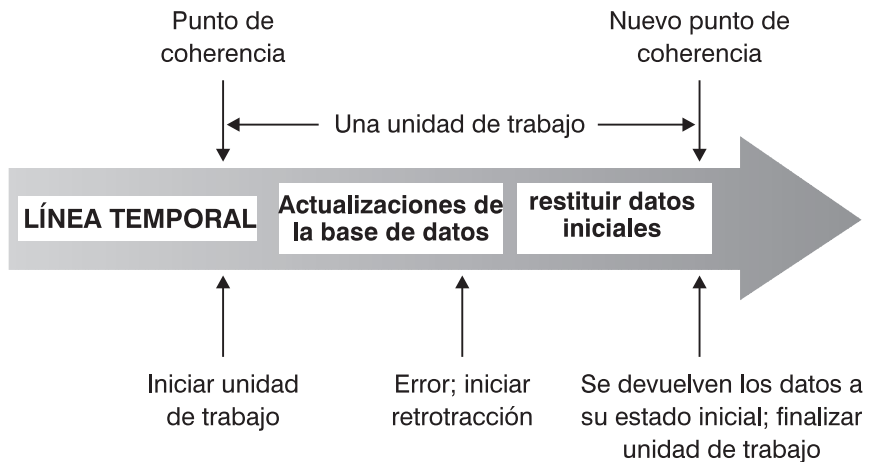 Punto de
coherencia
Nuevo punto de
coherencia
Una unidad de trabajo
LÍNEA TEMPORAL
Actualizaciones de
la base de datos
restituir datos
iniciales
Iniciar unidad
de trabajo
Error; iniciar
retrotracción
Se devuelven los datos a
su estado inicial; finalizar
unidad de trabajo